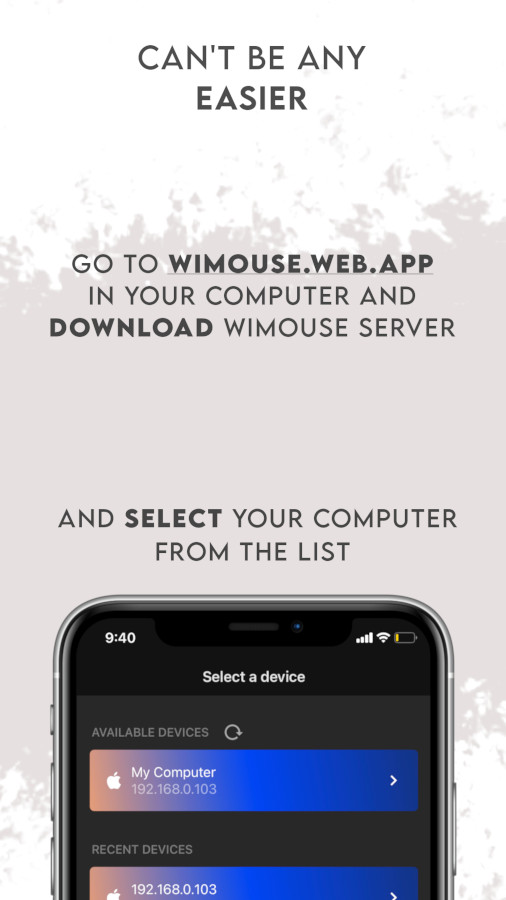 CAN'T BE ANY
EASIER
GO TO WIMOUSE.WEB.APP
IN YOUR COMPUTER AND
DOWNLOAD WIMOUSE SERVER
AND SELECT YOUR COMPUTER
FROM THE LIST
9:40
Select a device
AVAILABLE DEVICES
My Computer
192.168.0.103
RECENT DEVICES
192.168.0.103